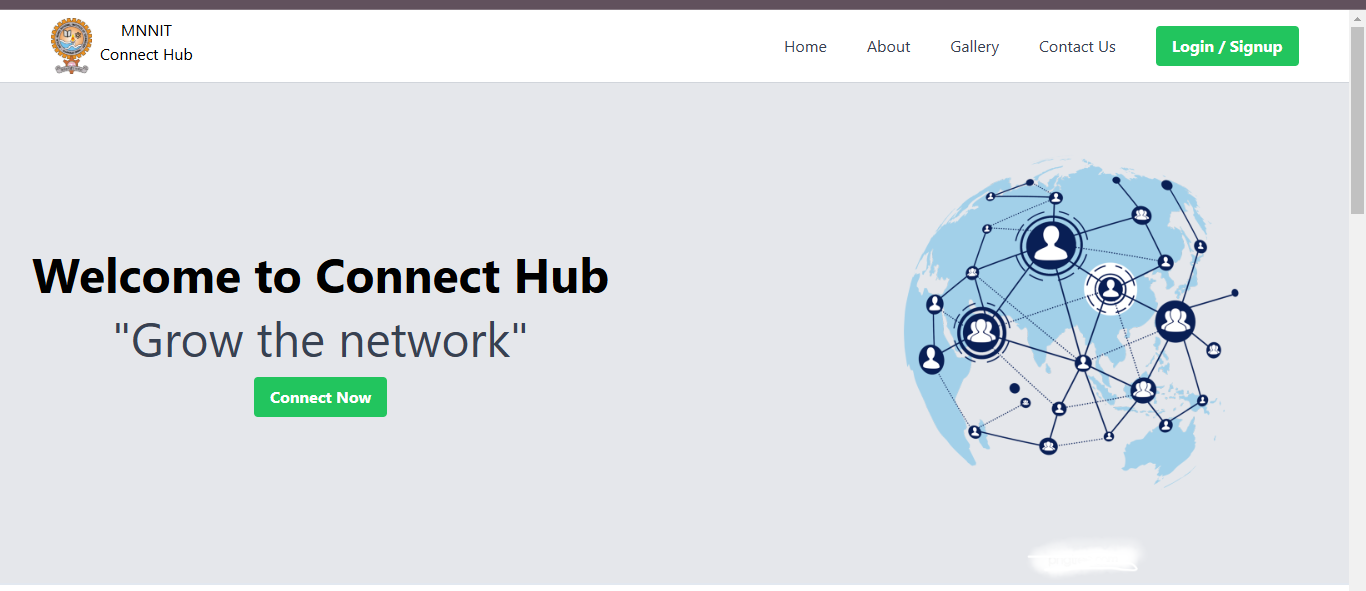 MNNIT
Connect Hub
Home
About
Gallery
Contact Us
Login / Signup
Welcome to Connect Hub
"Grow the network"
Connect Now